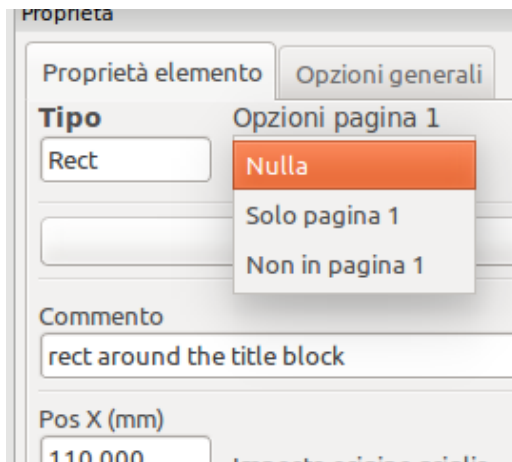 Proprietà
Proprietà elemento Opzioni generali
Tipo Opzioni pagina 1
Rect Nulla
Solo pagina 1
Non in pagina 1
Commento
rect around the title block
Pos X (mm)
110,000